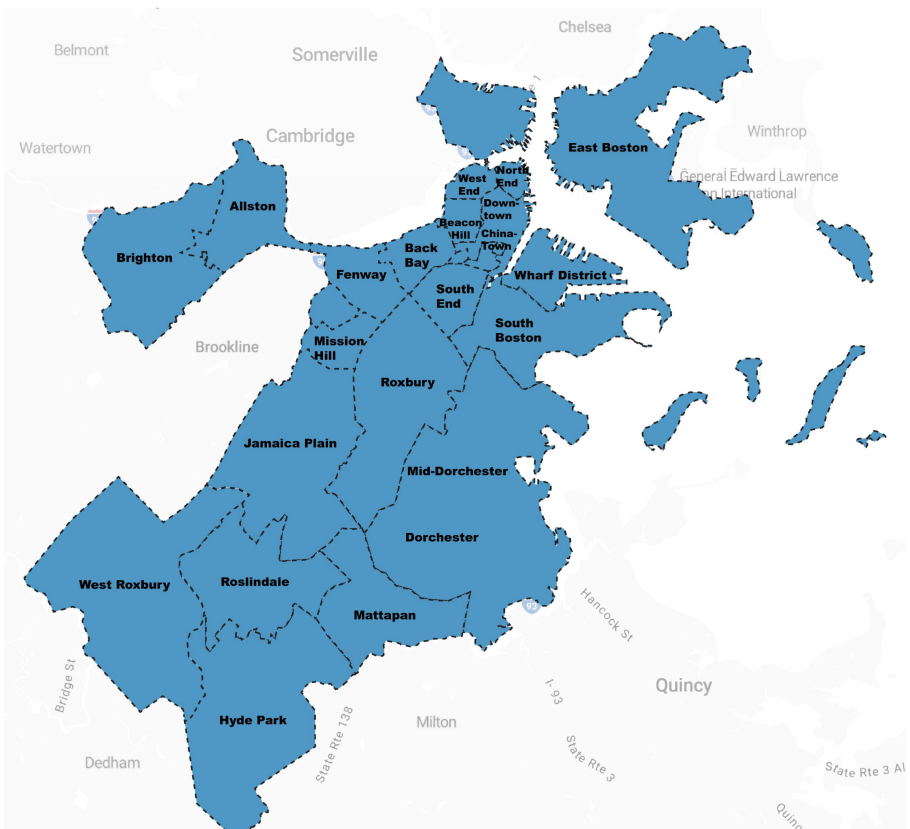 Chelsea
Belmont
Somerville
1
Cambridge
Winthrop
Watertown
East Boston
West
End
North
End
General Edward Lawrence
International
Allston
Down-
town
Beacon
Hill
China-
Town
Back
Bay
Brighton
Fenway
Wharf District
South
End
South
Boston
Brookline
Mission
Hill
Roxbury
Jamaica Plain
Mid-Dorchester
Dorchester
West Roxbury
Roslindale
Mattapan
93
Hancock St
Bridge St
Quincy
I- 93
Hyde Park
State Rte 138
Milton
State Rte 3
Dedham
State Rte 3